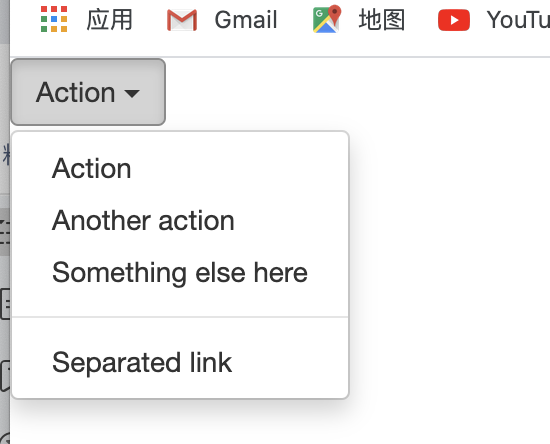 应用 Gmail 地图 YouTu
Action
Action
Another action
Something else here
Separated link